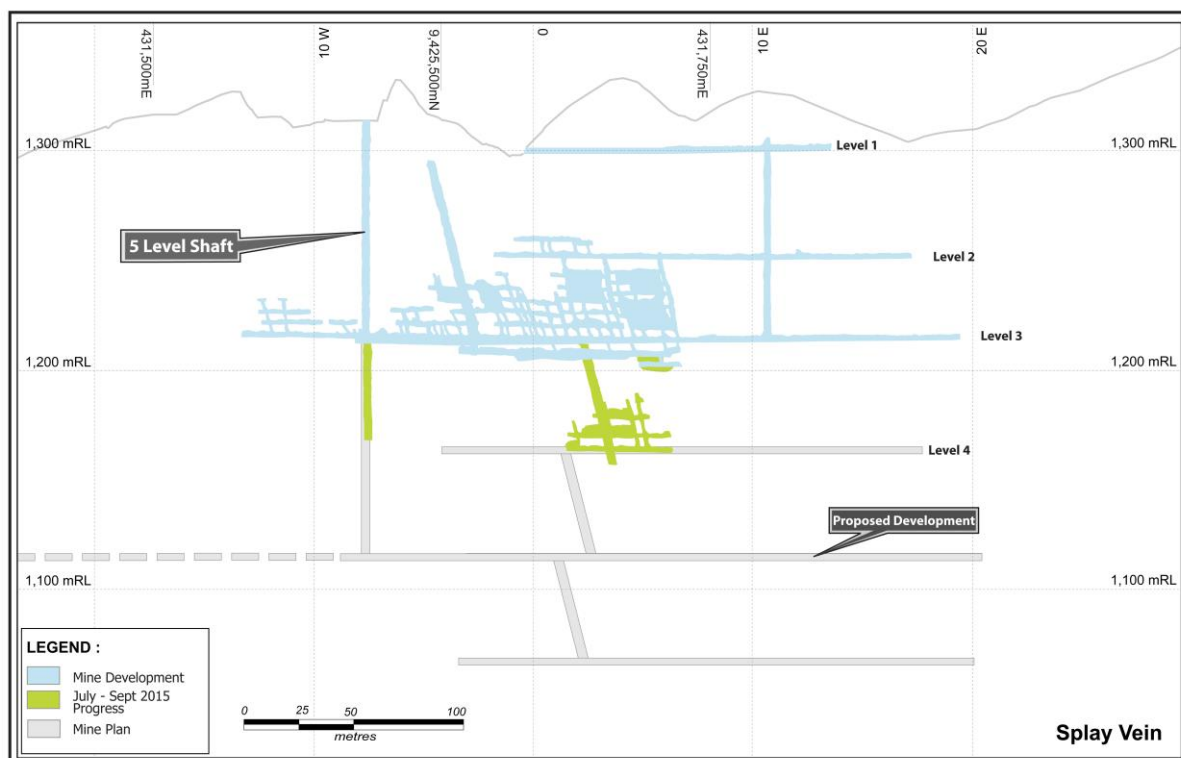 431,500mE
10 W
9,425,500mN
0
431,750mE
10 E
20 E
1,300 mRL
Level 1
1,300 mRL
5 Level Shaft
Level 2
Level 3
1,200 mRL
1,200 mRL
Level 4
Proposed Development
1,100 mRL
1,100 mRL
LEGEND :
Mine Development
July - Sept 2015
Progress
Mine Plan
0 25 50 100
metres
Splay Vein